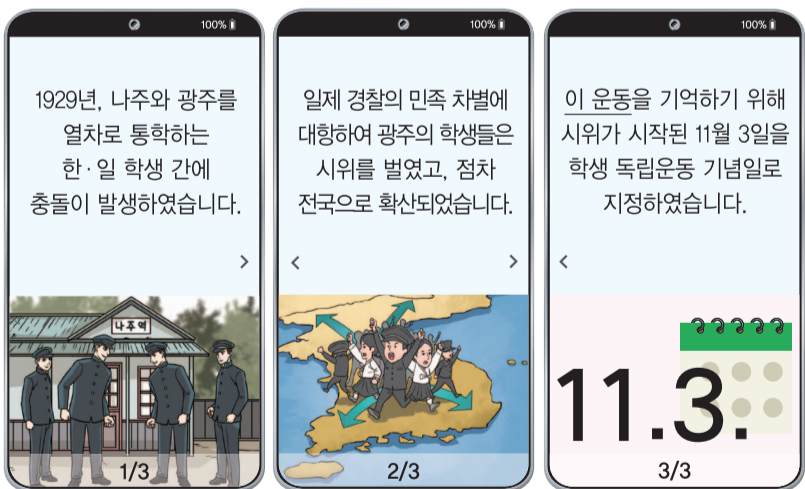 100%
1929년, 나주와 광주를
열차로 통학하는
한·일 학생 간에
충돌이 발생하였습니다.
>
나주역
1/3
100%
일제 경찰의 민족 차별에
대항하여 광주의 학생들은
시위를 벌였고, 점차
전국으로 확산되었습니다.
< >
2/3
100%
이 운동을 기억하기 위해
시위가 시작된 11월 3일을
학생 독립운동 기념일로
지정하였습니다.
<
11.3.
3/3